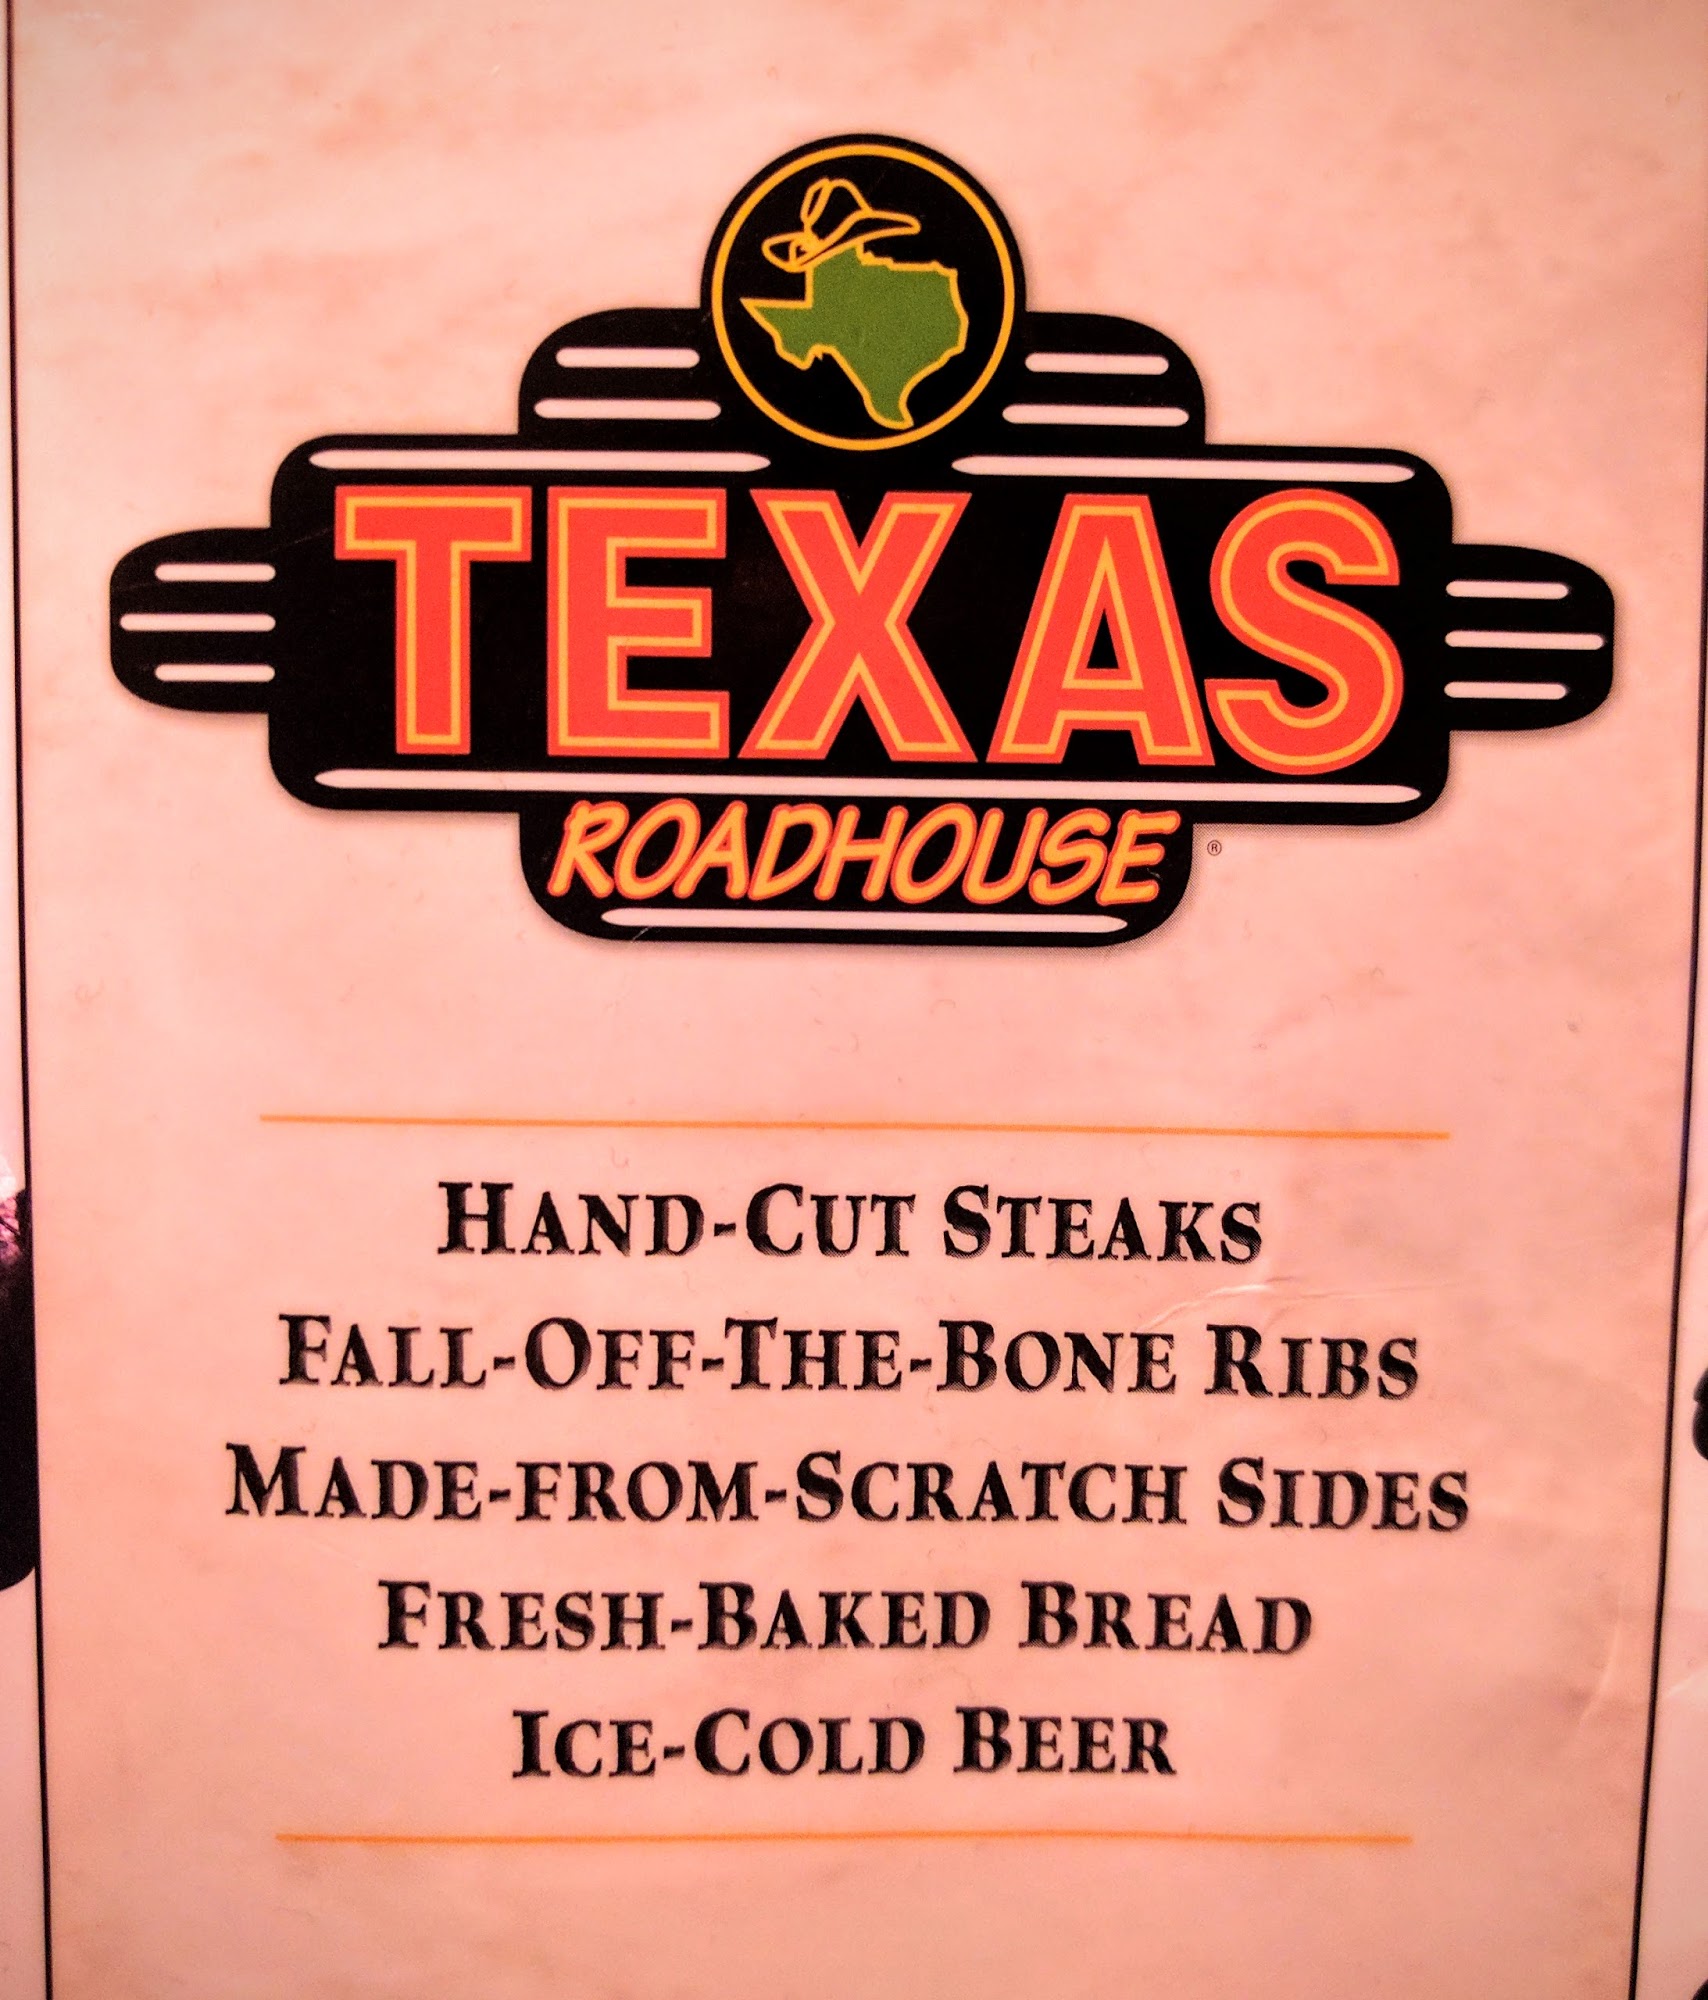 TEXAS
ROADHOUSE®
HAND-CUT STEAKS
FALL-OFF-THE-BONE RIBS
MADE-FROM-SCRATCH SIDES
FRESH-BAKED BREAD
ICE-COLD BEER